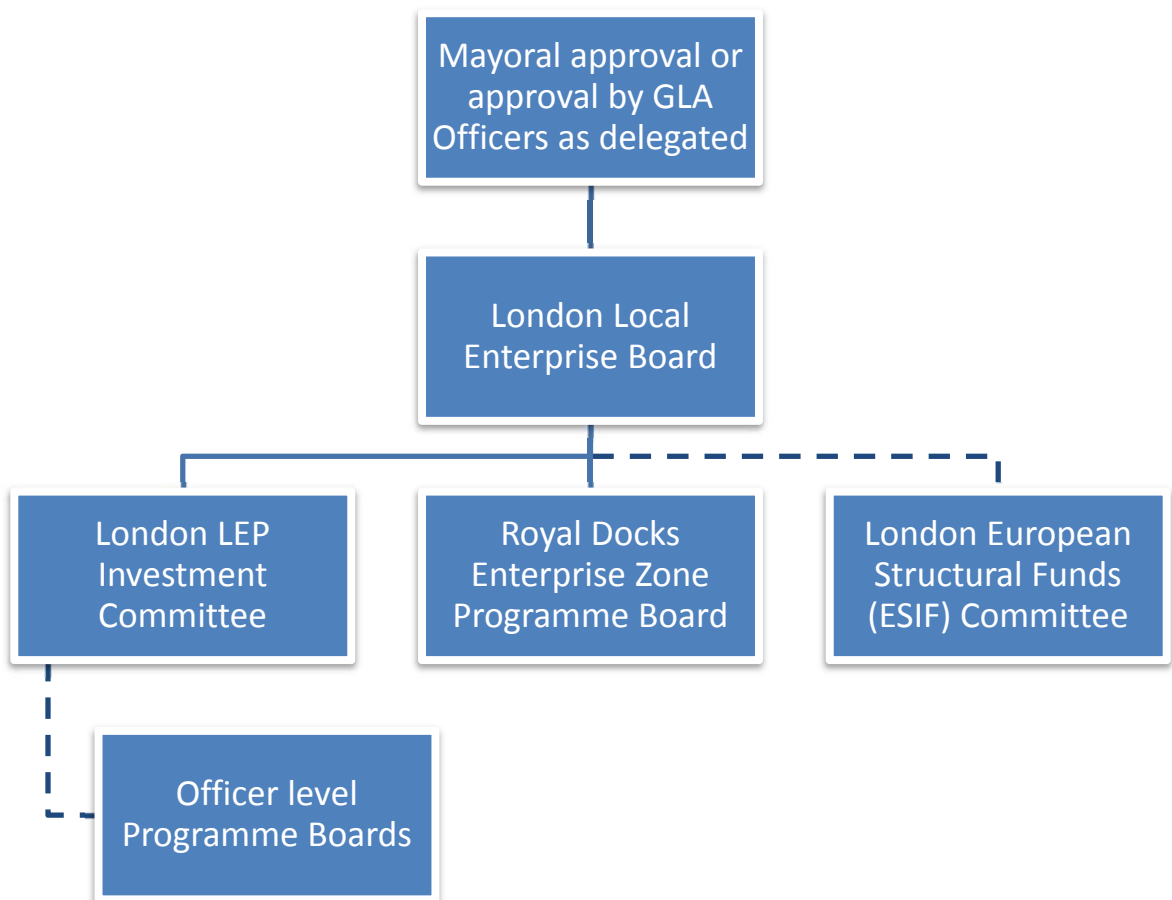 Mayoral approval or
approval by GLA
Officers as delegated
London Local
Enterprise Board
London LEP
Investment
Committee
Royal Docks
Enterprise Zone
Programme Board
London European
Structural Funds
(ESIF) Committee
Officer level
Programme Boards